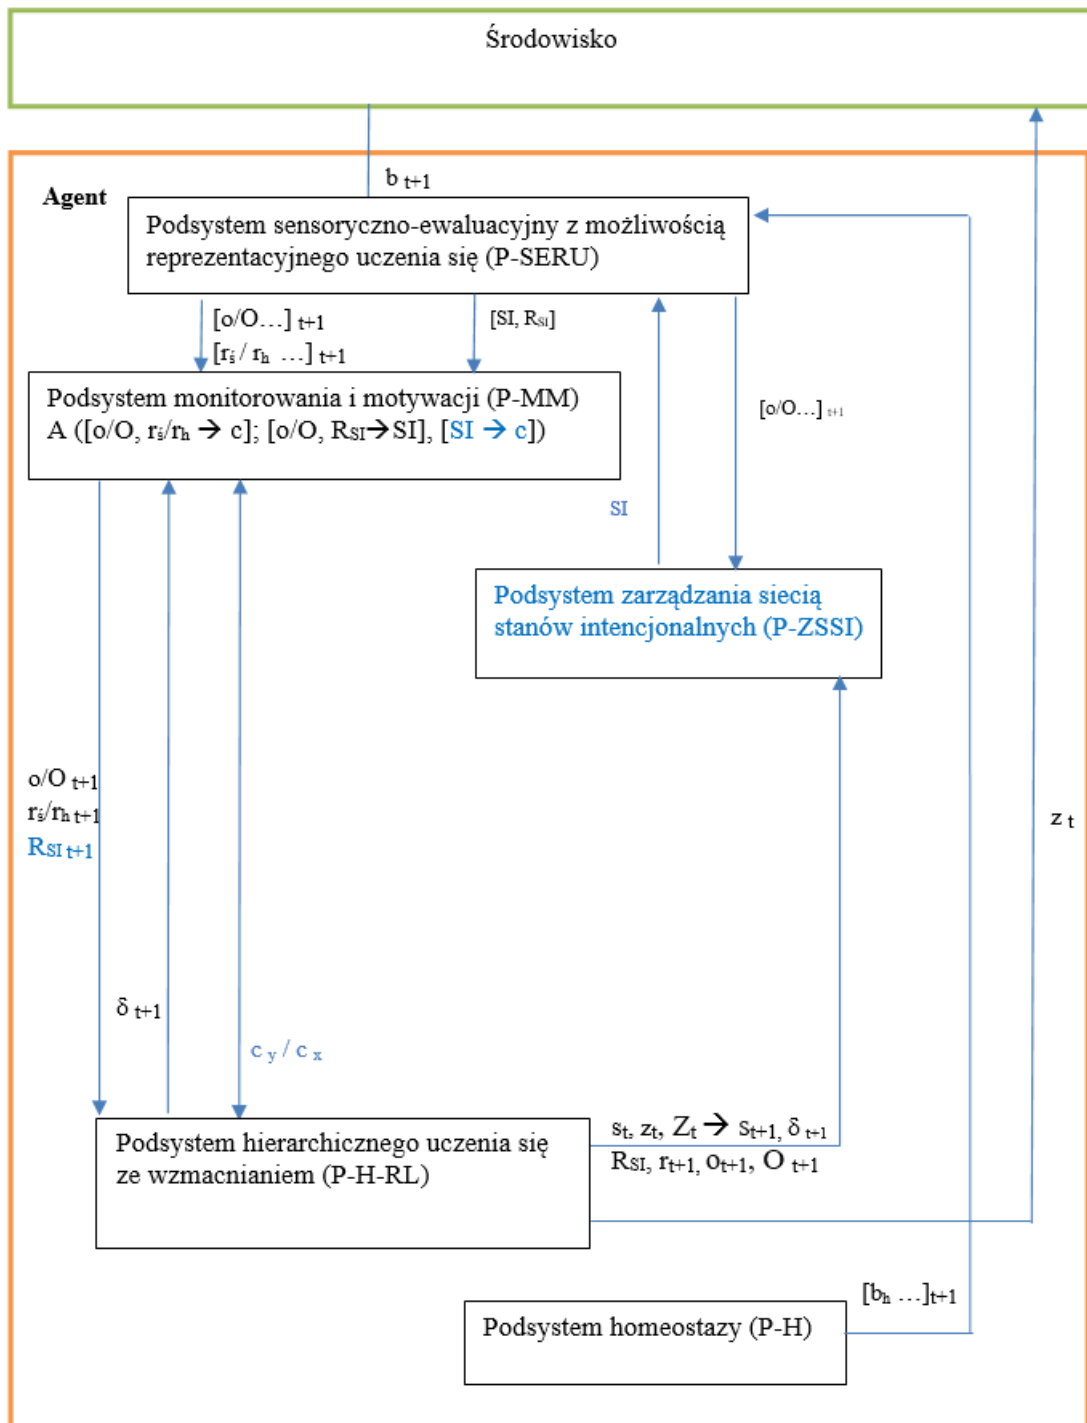 Środowisko
b t+1
Agent
Podsystem sensoryczno-ewaluacyjny z możliwością
reprezentacyjnego uczenia się (P-SERU)
[o/O…] t+1
[rś / rh …] t+1
[SI, RSI]
Podsystem monitorowania i motywacji (P-MM)
A ([o/O, rś/rh → c]; [o/O, RSI→SI], [SI → c])
[o/O…] t+1
SI
Podsystem zarządzania siecią
stanów intencjonalnych (P-ZSSI)
o/O t+1
rś/rh t+1
RSI t+1
z t
δ t+1
c y / c x
Podsystem hierarchicznego uczenia się
ze wzmacnianiem (P-H-RL)
st, zt, Zt → st+1, δ t+1
RSI, rt+1, ot+1, O t+1
[bh …]t+1
Podsystem homeostazy (P-H)